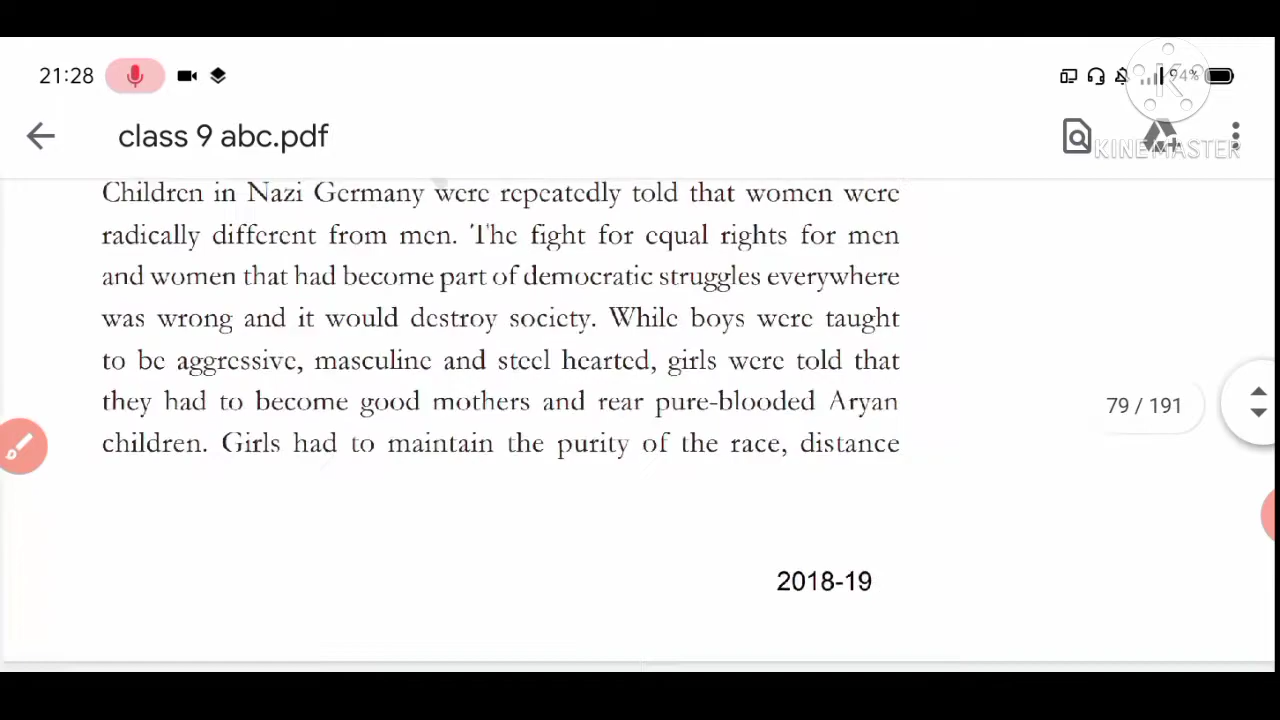 21:28
94%
class 9 abc.pdf
KINEMASTER
Children in Nazi Germany were repeatedly told that women were
radically different from men. The fight for equal rights for men
and women that had become part of democratic struggles everywhere
was wrong and it would destroy society. While boys were taught
to be aggressive, masculine and steel hearted, girls were told that
they had to become good mothers and rear pure-blooded Aryan
79 / 191
children. Girls had to maintain the purity of the race, distance
2018-19